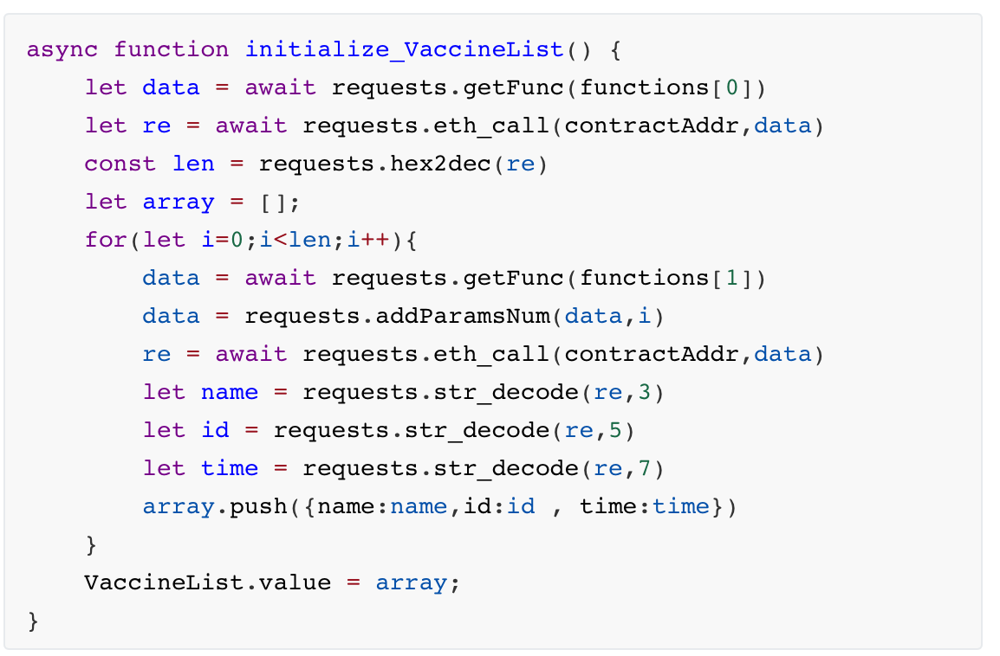 async function initialize_VaccineList() {
    let data = await requests.getFunc(functions[0])
    let re = await requests.eth_call(contractAddr,data)
    const len = requests.hex2dec(re)
    let array = [];
    for(let i=0;i<len;i++){
        data = await requests.getFunc(functions[1])
        data = requests.addParamsNum(data,i)
        re = await requests.eth_call(contractAddr,data)
        let name = requests.str_decode(re,3)
        let id = requests.str_decode(re,5)
        let time = requests.str_decode(re,7)
        array.push({name:name,id:id , time:time})
    }
    VaccineList.value = array;
}